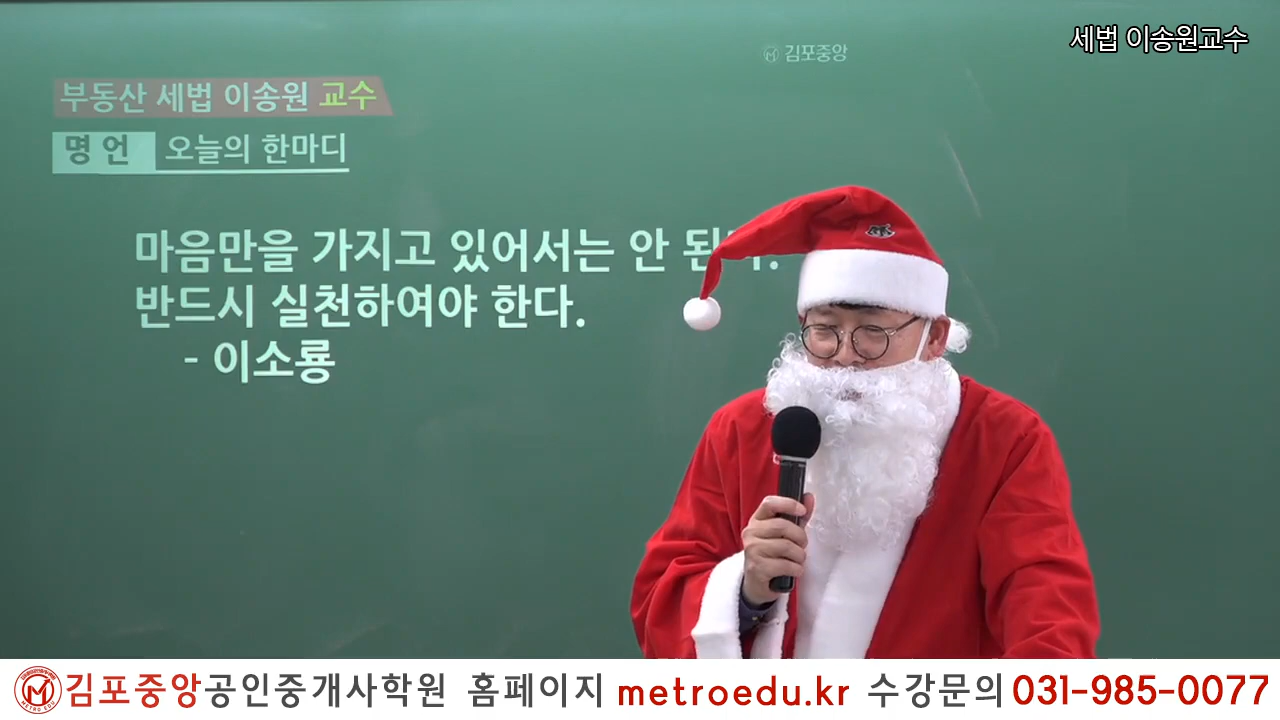 세법 이송원교수
김포중앙
부동산 세법 이송원 교수
명 언 오늘의 한마디
마음만을 가지고 있어서는 안
반드시 실천하여야 한다.
- 이소룡
김포중앙공인중개사학원 홈페이지 metroedu.kr 수강문의 031-985-0077
METRO EDU